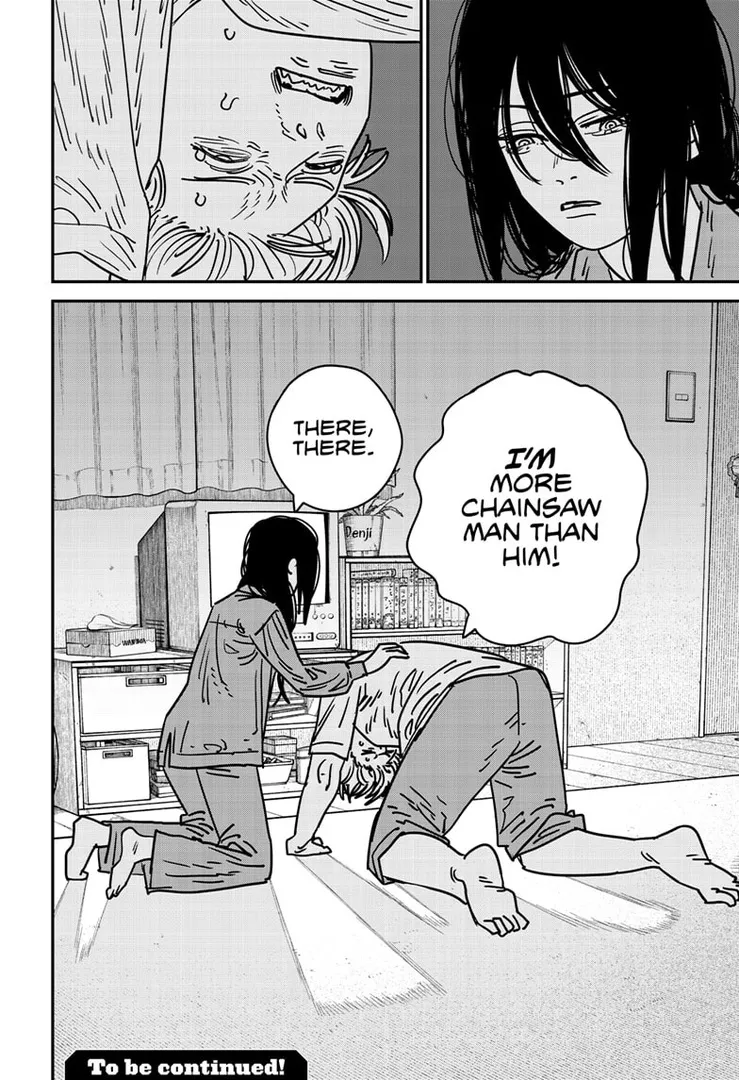 THERE,
THERE.
I'M
MORE
CHAINSAW
MAN THAN
HIM!
Denji
To be continued!